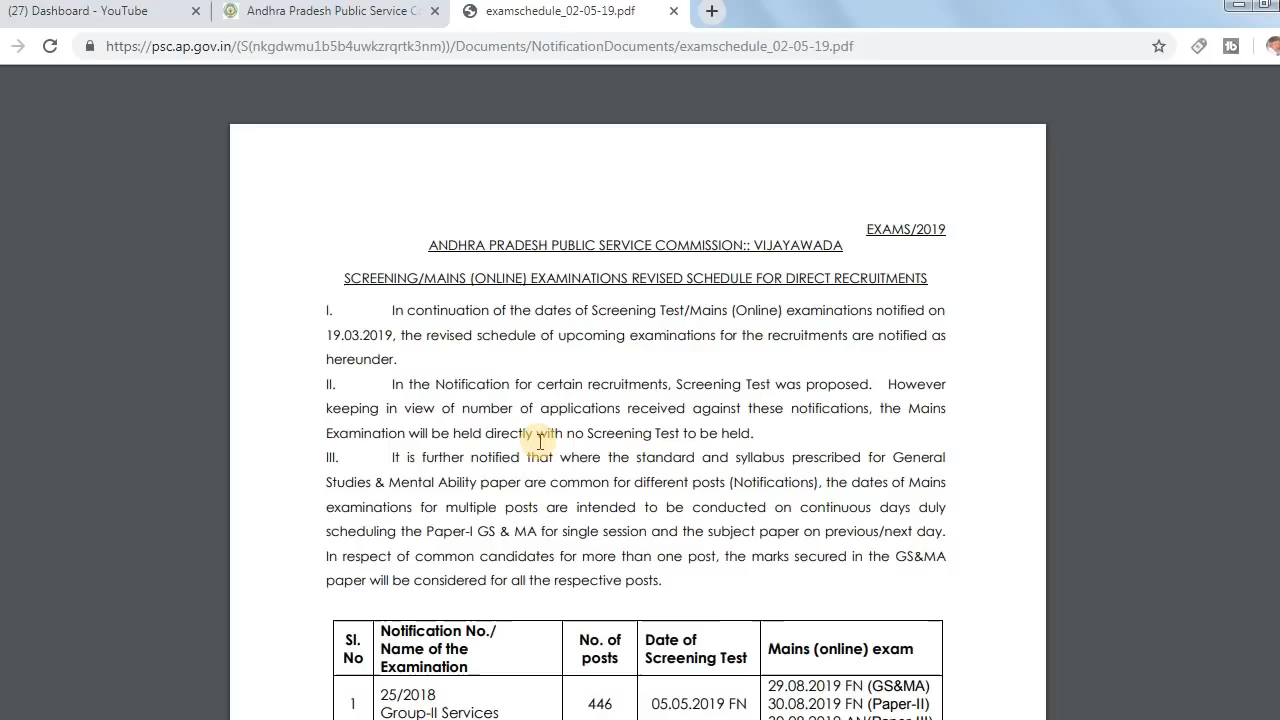 (27) Dashboard - YouTube
Andhra Pradesh Public Service C
examschedule_02-05-19.pdf
https://psc.ap.gov.in/(S(nkgdwmu1b5b4uwkzrqrtk3nm))/Documents/NotificationDocuments/examschedule_02-05-19.pdf
EXAMS/2019
ANDHRA PRADESH PUBLIC SERVICE COMMISSION:: VIJAYAWADA
SCREENING/MAINS (ONLINE) EXAMINATIONS REVISED SCHEDULE FOR DIRECT RECRUITMENTS
I. In continuation of the dates of Screening Test/Mains (Online) examinations notified on
19.03.2019, the revised schedule of upcoming examinations for the recruitments are notified as
hereunder.
II. In the Notification for certain recruitments, Screening Test was proposed. However
keeping in view of number of applications received against these notifications, the Mains
Examination will be held directly with no Screening Test to be held.
III. It is further notified that where the standard and syllabus prescribed for General
Studies & Mental Ability paper are common for different posts (Notifications), the dates of Mains
examinations for multiple posts are intended to be conducted on continuous days duly
scheduling the Paper-I GS & MA for single session and the subject paper on previous/next day.
In respect of common candidates for more than one post, the marks secured in the GS&MA
paper will be considered for all the respective posts.
Sl. No
Notification No./ Name of the Examination
No. of posts
Date of Screening Test
Mains (online) exam
1
25/2018
Group-II Services
446
05.05.2019 FN
29.08.2019 FN (GS&MA)
30.08.2019 FN (Paper-II)
30.08.2019 AN(Paper-III)